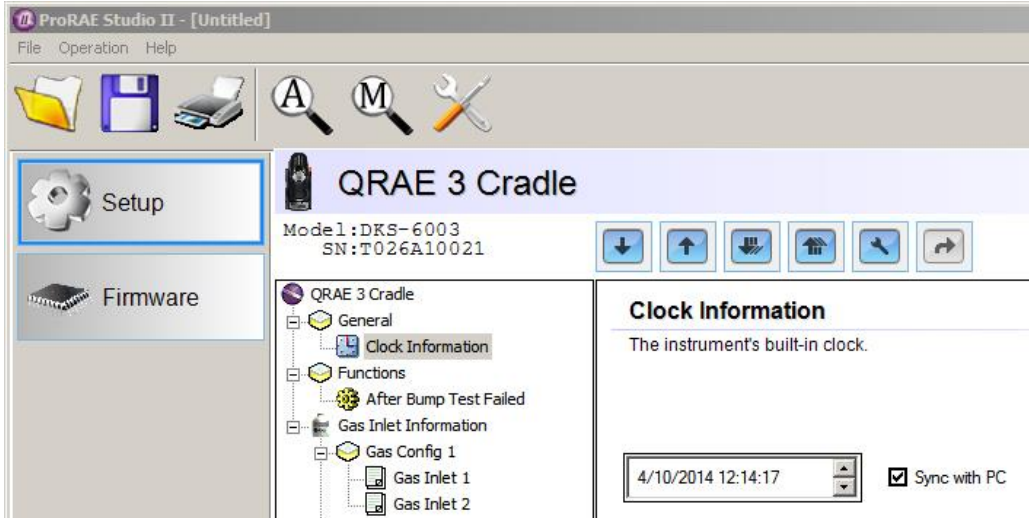 ProRAE Studio II - [Untitled]
File Operation Help
A M
Setup
Firmware
QRAE 3 Cradle
Model:DKS-6003
SN:T026A10021
QRAE 3 Cradle
General
Clock Information
Functions
After Bump Test Failed
Gas Inlet Information
Gas Config 1
Gas Inlet 1
Gas Inlet 2
Clock Information
The instrument's built-in clock.
4/10/2014 12:14:17
Sync with PC